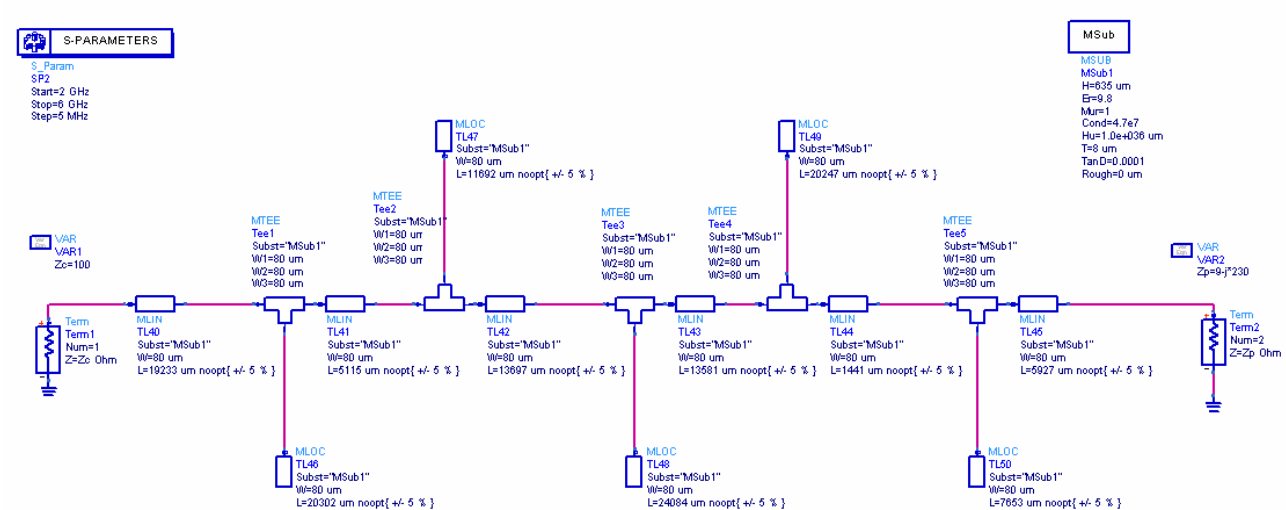 S-PARAMETERS
S_Param
SP2
Start=2 GHz
Stop=6 GHz
Step=5 MHz
MSub
MSUB
MSub1
H=635 um
Er=9.8
Mur=1
Cond=4.7e7
Hu=1.0e+036 um
T=8 um
TanD=0.0001
Rough=0 um
MLOC
TL47
Subst="MSub1"
W=80 um
L=11692 um noopt{ +/- 5 % }
MLOC
TL49
Subst="MSub1"
W=80 um
L=20247 um noopt{ +/- 5 % }
VAR
VAR1
Zc=100
MTEE
Tee1
Subst="MSub1"
W1=80 um
W2=80 um
W3=80 um
MTEE
Tee2
Subst="MSub1"
W1=80 um
W2=80 um
W3=80 um
MTEE
Tee3
Subst="MSub1"
W1=80 um
W2=80 um
W3=80 um
MTEE
Tee4
Subst="MSub1"
W1=80 um
W2=80 um
W3=80 um
MTEE
Tee5
Subst="MSub1"
W1=80 um
W2=80 um
W3=80 um
VAR
VAR2
Zp=9-j*230
Term
Term1
Num=1
Z=Zc Ohm
MLIN
TL40
Subst="MSub1"
W=80 um
L=19233 um noopt{ +/- 5 % }
MLIN
TL41
Subst="MSub1"
W=80 um
L=5115 um noopt{ +/- 5 % }
MLIN
TL42
Subst="MSub1"
W=80 um
L=13697 um noopt{ +/- 5 % }
MLIN
TL43
Subst="MSub1"
W=80 um
L=13581 um noopt{ +/- 5 % }
MLIN
TL44
Subst="MSub1"
W=80 um
L=1441 um noopt{ +/- 5 % }
MLIN
TL45
Subst="MSub1"
W=80 um
L=5927 um noopt{ +/- 5 % }
Term
Term2
Num=2
Z=Zp Ohm
MLOC
TL46
Subst="MSub1"
W=80 um
L=20302 um noopt{ +/- 5 % }
MLOC
TL48
Subst="MSub1"
W=80 um
L=24084 um noopt{ +/- 5 % }
MLOC
TL50
Subst="MSub1"
W=80 um
L=7653 um noopt{ +/- 5 % }